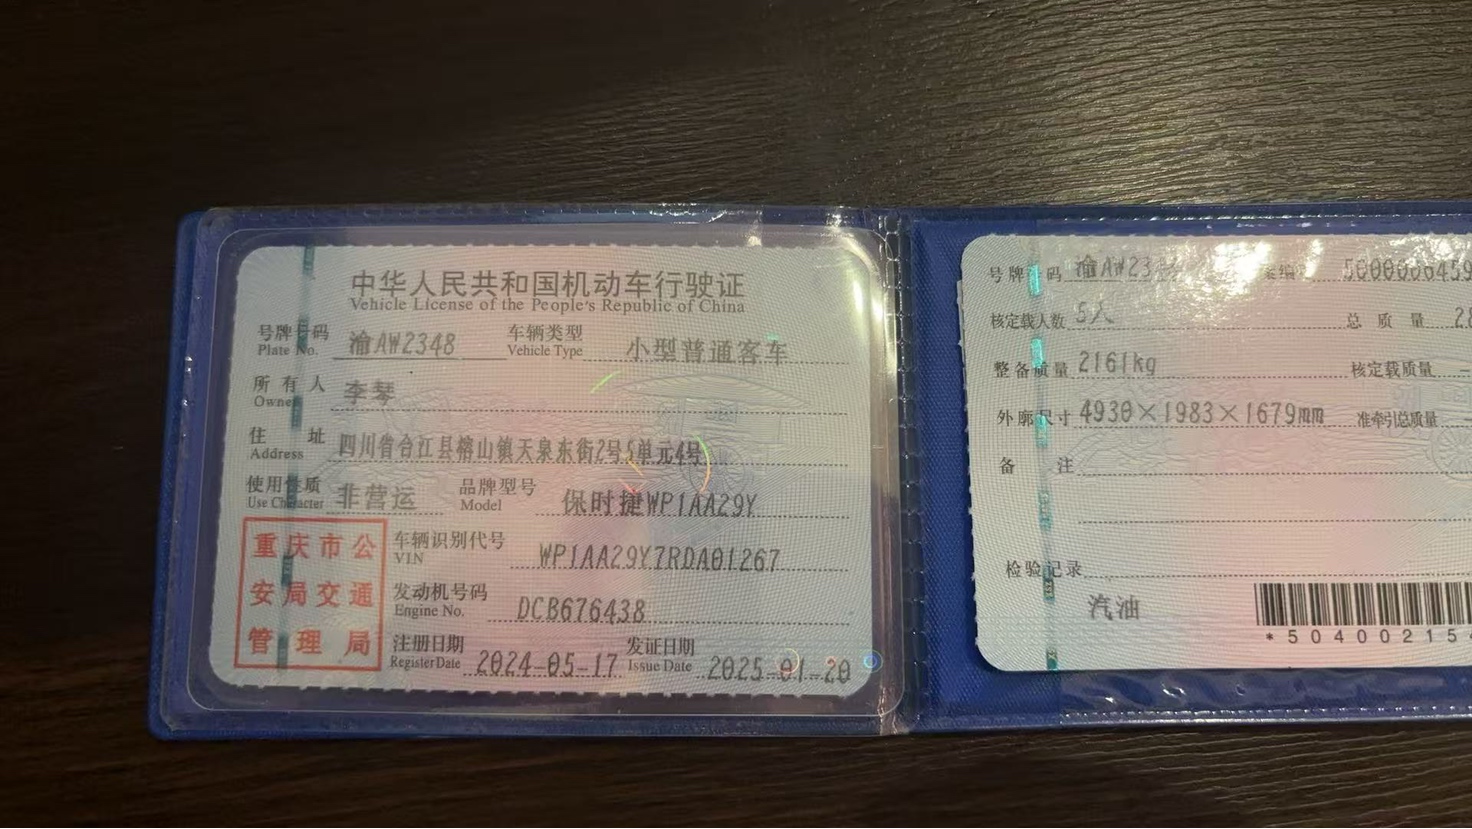 中华人民共和国机动车行驶证
Vehicle License of the People's Republic of China
号牌号码 渝AW2348 车辆类型 小型普通客车
Plate No. Vehicle Type
所有人 李琴
Owner
住址 四川省合江县榕山镇天泉东街2号5单元4号
Address
使用性质 非营运 品牌型号 保时捷WP1AA29Y
Use Character Model
重庆市公
安局交通
管理局
车辆识别代号 WP1AA29Y7RDA01267
VIN
发动机号码 DCB676438
Engine No.
注册日期 2024-05-17 发证日期 2025-01-20
Register Date Issue Date
号牌号码 渝AW23
核定载人数 5人 总质量
整备质量 2161kg 核定载质量
外廓尺寸 4930×1983×1679mm 准牵引总质量
备注
检验记录
汽油
*50400215